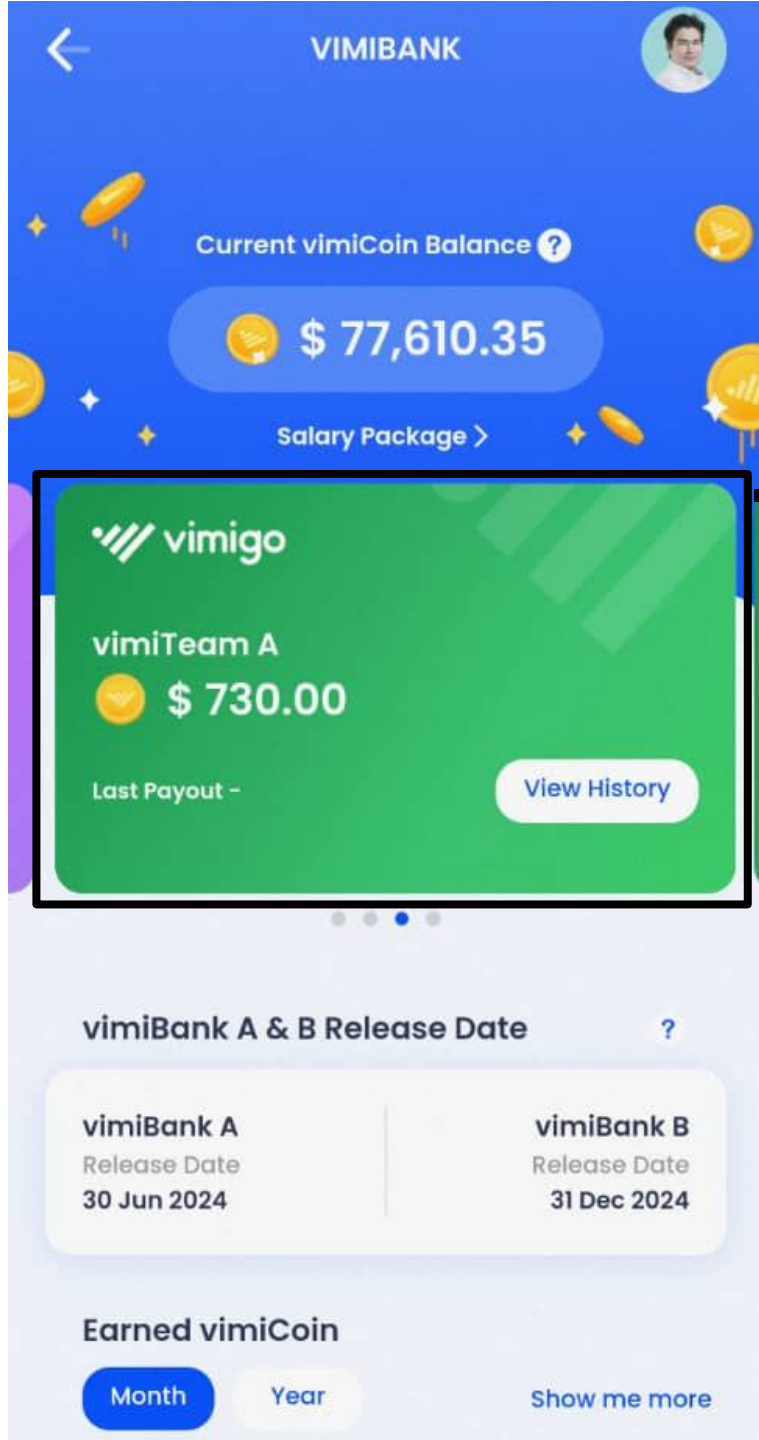 VIMIBANK
Current vimiCoin Balance ?
$ 77,610.35
Salary Package >
vimigo
vimiTeam A
$ 730.00
Last Payout -
View History
vimiBank A & B Release Date ?
vimiBank A vimiBank B
Release Date Release Date
30 Jun 2024 31 Dec 2024
Earned vimiCoin
Month Year Show me more